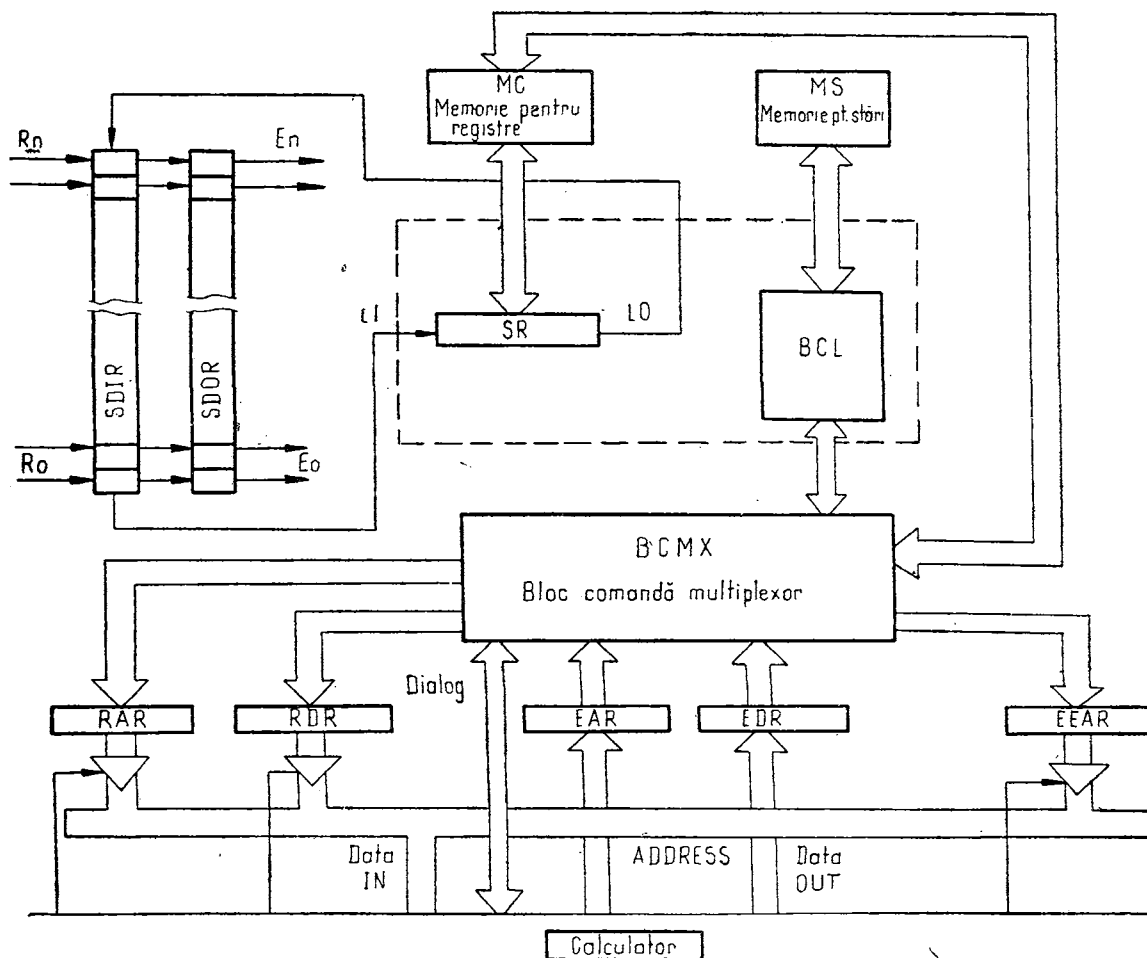 MC
Memorie pentru
registre
MS
Memorie pt. stări
Rn
En
LI
SR
LO
BCL
SDIR
SDOR
Ro
Eo
BCMX
Bloc comandă multiplexor
Dialog
RAR
RDR
EAR
EDR
EEAR
Data
IN
ADDRESS
Data
OUT
Calculator